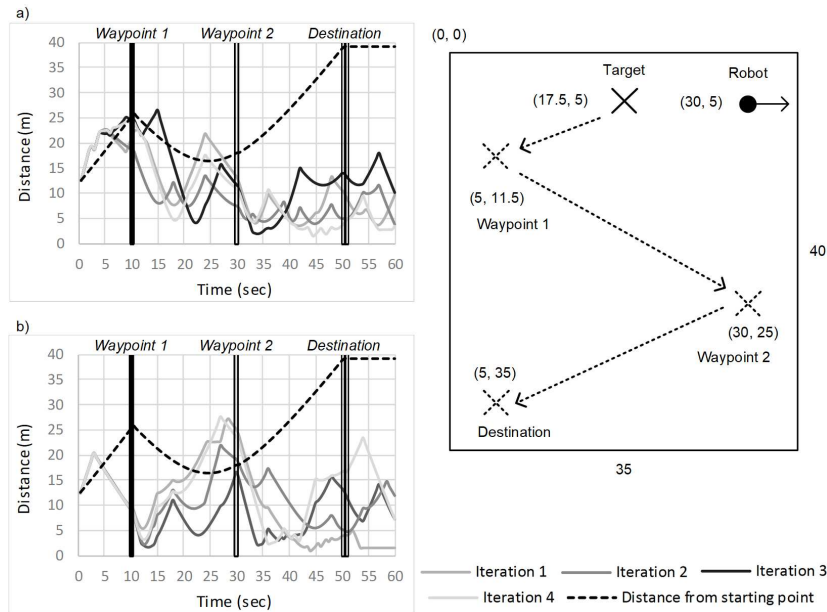 a)
Waypoint 1 Waypoint 2 Destination
40
35
30
25
20
15
10
5
0
Distance (m)
0 5 10 15 20 25 30 35 40 45 50 55 60
Time (sec)
b)
Waypoint 1 Waypoint 2 Destination
40
35
30
25
20
15
10
5
0
Distance (m)
0 5 10 15 20 25 30 35 40 45 50 55 60
Time (sec)
(0, 0)
Target
Robot
(17.5, 5)
(30, 5)
(5, 11.5)
Waypoint 1
40
(30, 25)
Waypoint 2
(5, 35)
Destination
35
Iteration 1 Iteration 2 Iteration 3
Iteration 4 Distance from starting point